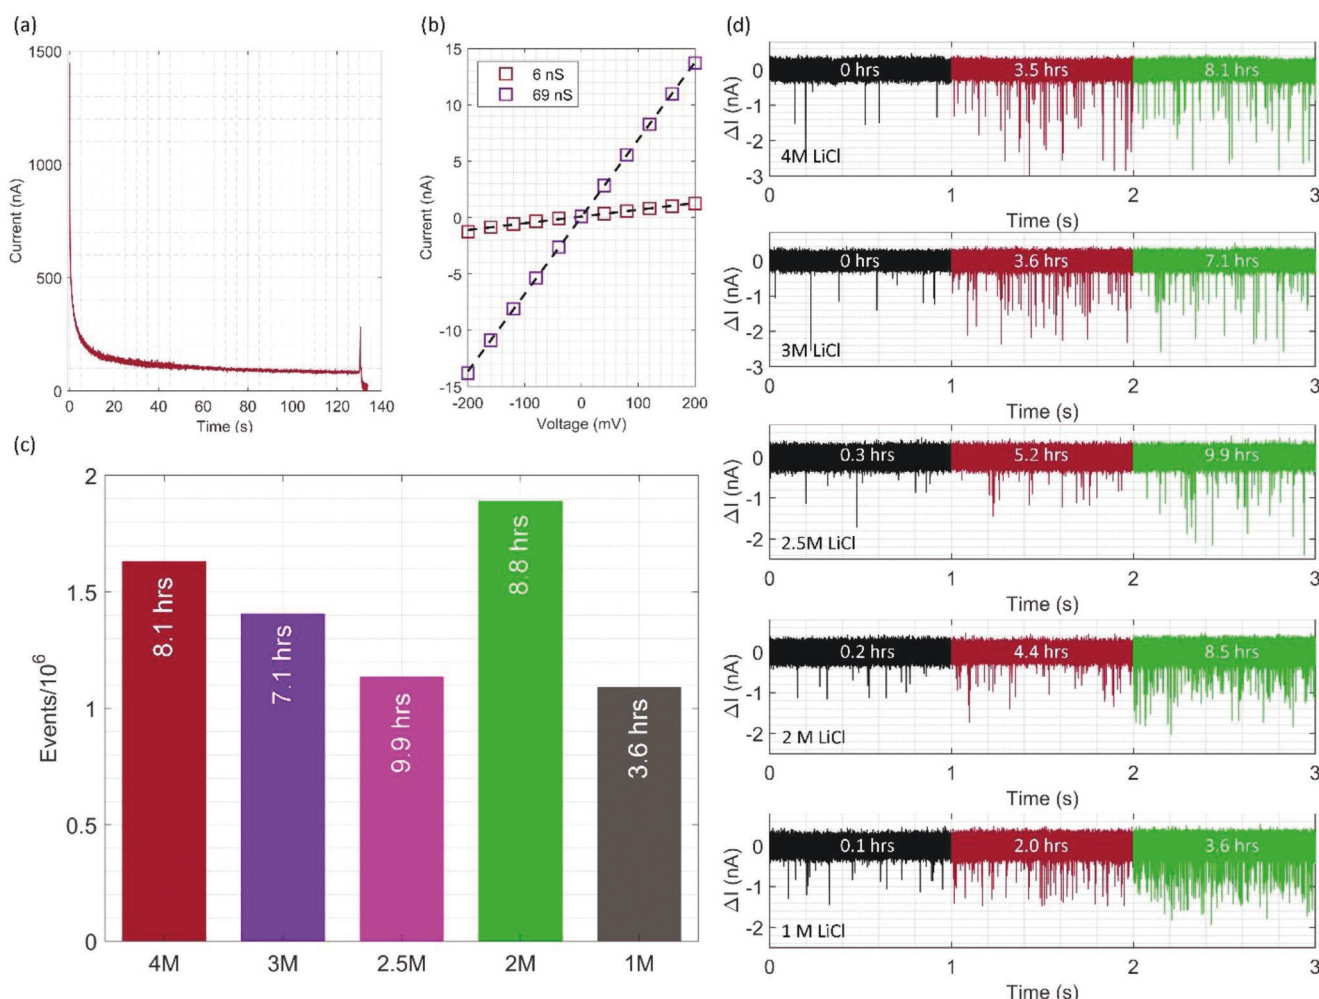 (a)
1500
1000
500
0
Current (nA)
0 20 40 60 80 100 120 140
Time (s)
(b)
15
10
5
0
-5
-10
-15
Current (nA)
6 nS
69 nS
-200 -100 0 100 200
Voltage (mV)
(c)
2
1.5
1
0.5
0
Events/10⁶
8.1 hrs
7.1 hrs
9.9 hrs
8.8 hrs
3.6 hrs
4M 3M 2.5M 2M 1M
(d)
0
-1
-2
-3
ΔI (nA)
0 hrs 3.5 hrs 8.1 hrs
4M LiCl
0 1 2 3
Time (s)
0
-1
-2
-3
ΔI (nA)
0 hrs 3.6 hrs 7.1 hrs
3M LiCl
0 1 2 3
Time (s)
0
-1
-2
ΔI (nA)
0.3 hrs 5.2 hrs 9.9 hrs
2.5M LiCl
0 1 2 3
Time (s)
0
-1
-2
ΔI (nA)
0.2 hrs 4.4 hrs 8.5 hrs
2 M LiCl
0 1 2 3
Time (s)
0
-1
-2
ΔI (nA)
0.1 hrs 2.0 hrs 3.6 hrs
1 M LiCl
0 1 2 3
Time (s)